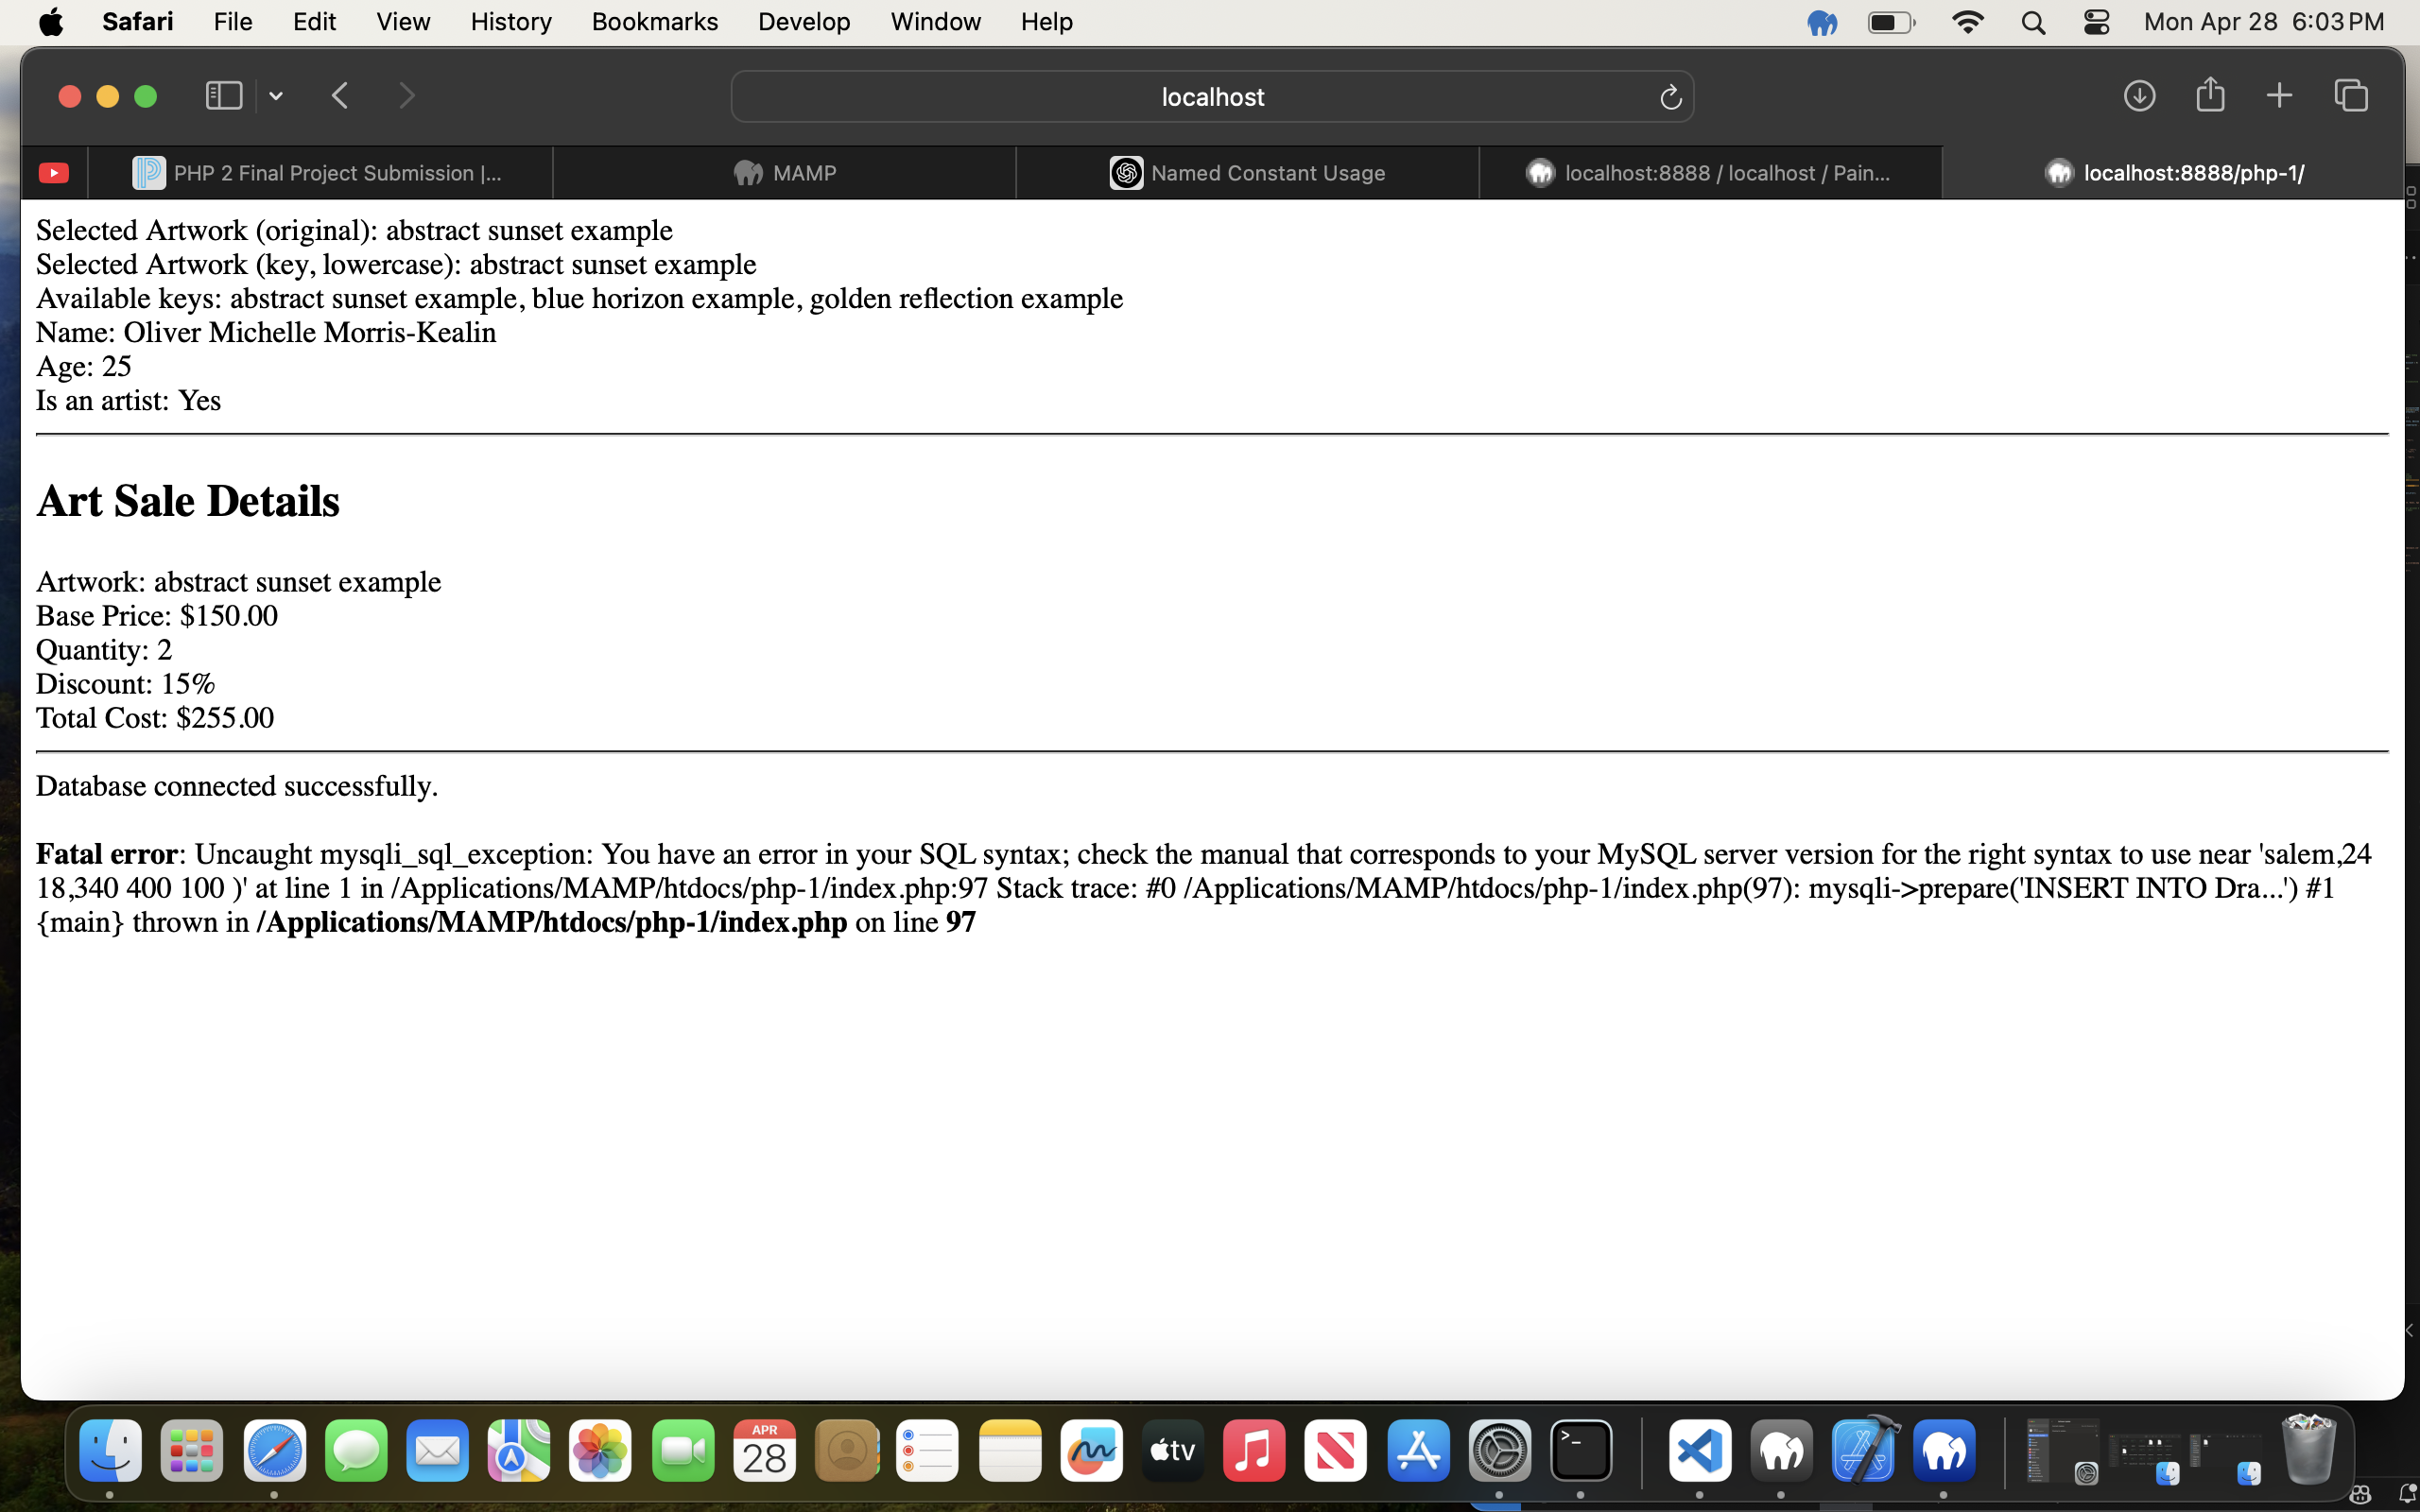 Safari File Edit View History Bookmarks Develop Window Help Mon Apr 28 6:03 PM
localhost
PHP 2 Final Project Submission |... MAMP Named Constant Usage localhost:8888 / localhost / Pain... localhost:8888/php-1/
Selected Artwork (original): abstract sunset example
Selected Artwork (key, lowercase): abstract sunset example
Available keys: abstract sunset example, blue horizon example, golden reflection example
Name: Oliver Michelle Morris-Kealin
Age: 25
Is an artist: Yes
Art Sale Details
Artwork: abstract sunset example
Base Price: $150.00
Quantity: 2
Discount: 15%
Total Cost: $255.00
Database connected successfully.
Fatal error: Uncaught mysqli_sql_exception: You have an error in your SQL syntax; check the manual that corresponds to your MySQL server version for the right syntax to use near 'salem,24
18,340 400 100 )' at line 1 in /Applications/MAMP/htdocs/php-1/index.php:97 Stack trace: #0 /Applications/MAMP/htdocs/php-1/index.php(97): mysqli->prepare('INSERT INTO Dra...') #1
{main} thrown in /Applications/MAMP/htdocs/php-1/index.php on line 97
APR
28
tv